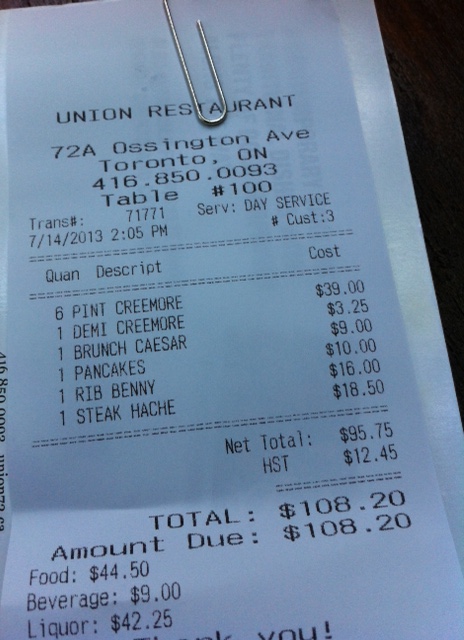 UNION RESTAURANT
72A Ossington Ave
Toronto, ON
416.850.0093
Table #100
Trans#: 71771 Serv: DAY SERVICE
7/14/2013 2:05 PM # Cust:3
Quan Descript Cost
6 PINT CREEMORE $39.00
1 DEMI CREEMORE $3.25
1 BRUNCH CAESAR $9.00
1 PANCAKES $10.00
1 RIB BENNY $16.00
1 STEAK HACHE $18.50
Net Total: $95.75
HST $12.45
TOTAL: $108.20
Amount Due: $108.20
Food: $44.50
Beverage: $9.00
Liquor: $42.25
Thank you!